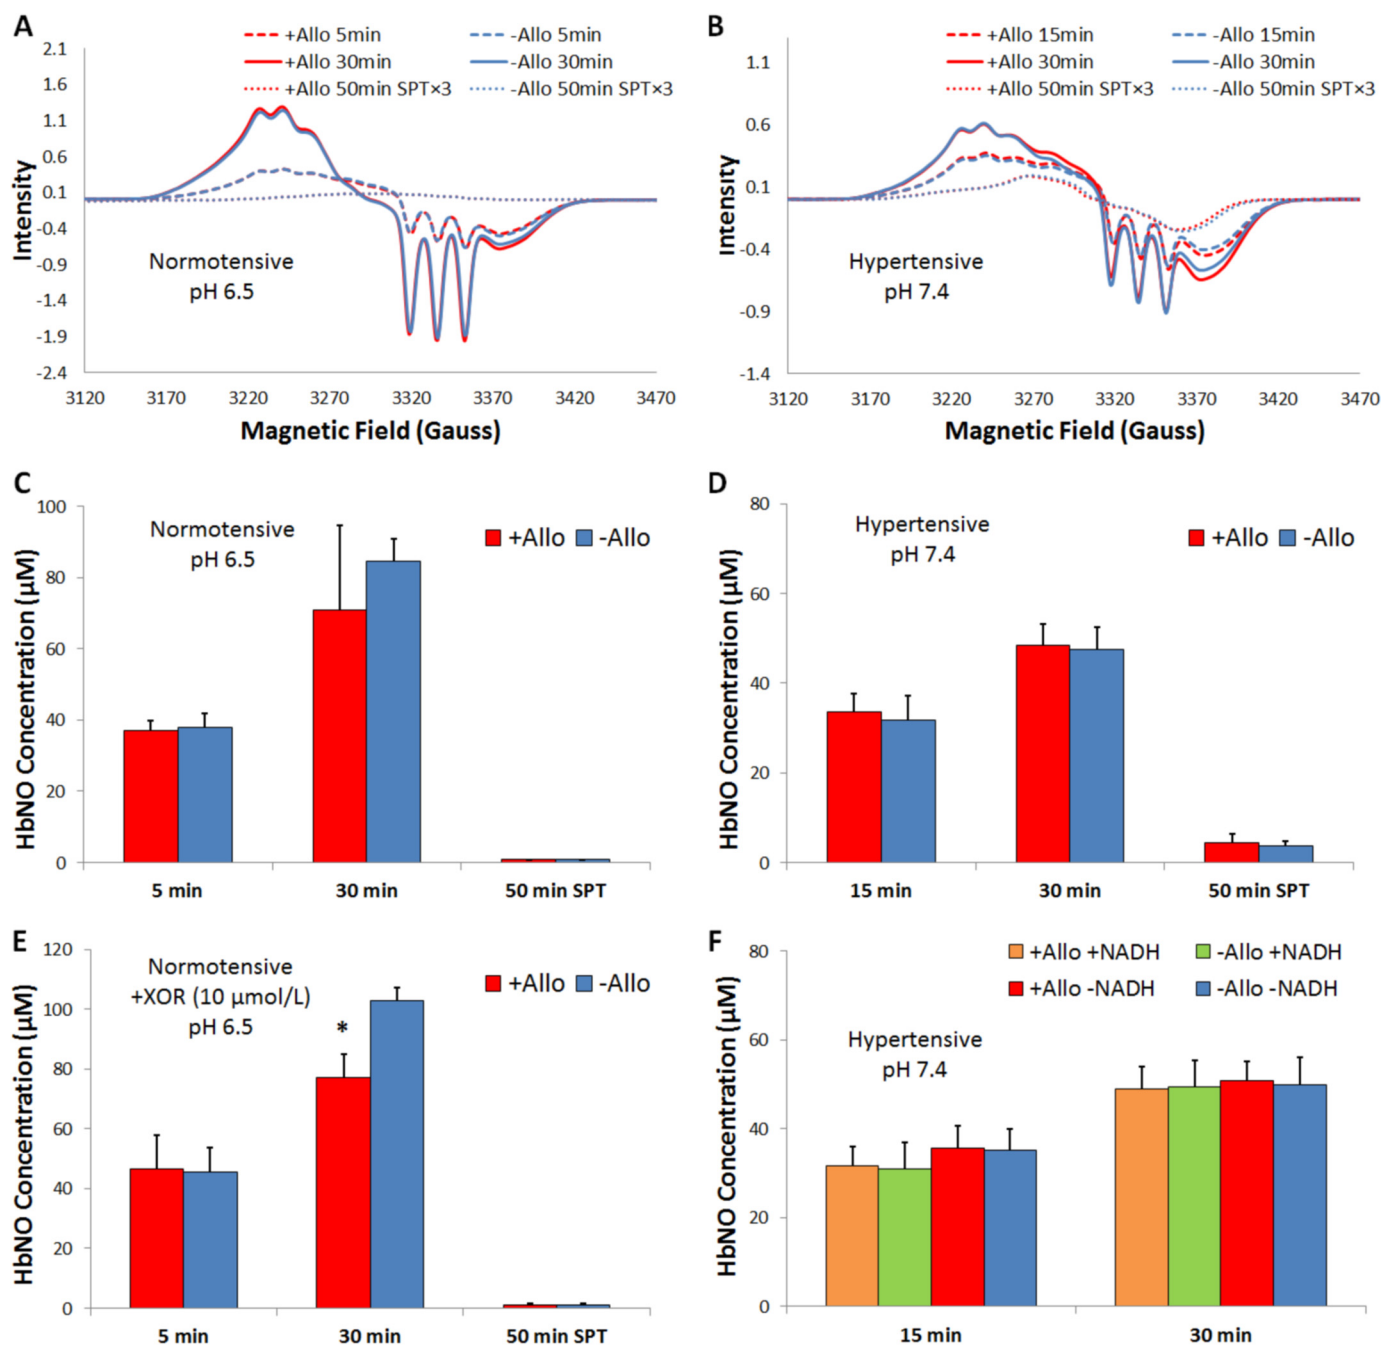 A
+Allo 5min
-Allo 5min
+Allo 30min
-Allo 30min
+Allo 50min SPT×3
-Allo 50min SPT×3
2.1
1.6
1.1
0.6
0.1
-0.4
-0.9
-1.4
-1.9
-2.4
Intensity
Normotensive
pH 6.5
3120 3170 3220 3270 3320 3370 3420 3470
Magnetic Field (Gauss)
B
+Allo 15min
-Allo 15min
+Allo 30min
-Allo 30min
+Allo 50min SPT×3
-Allo 50min SPT×3
1.1
0.6
0.1
-0.4
-0.9
-1.4
Intensity
Hypertensive
pH 7.4
3120 3170 3220 3270 3320 3370 3420 3470
Magnetic Field (Gauss)
C
Normotensive
pH 6.5
+Allo -Allo
100
80
60
40
20
0
HbNO Concentration (μM)
5 min 30 min 50 min SPT
D
Hypertensive
pH 7.4
+Allo -Allo
80
60
40
20
0
HbNO Concentration (μM)
15 min 30 min 50 min SPT
E
Normotensive
+XOR (10 μmol/L)
pH 6.5
+Allo -Allo
*
120
100
80
60
40
20
0
HbNO Concentration (μM)
5 min 30 min 50 min SPT
F
+Allo +NADH -Allo +NADH
+Allo -NADH -Allo -NADH
Hypertensive
pH 7.4
80
60
40
20
0
HbNO Concentration (μM)
15 min 30 min